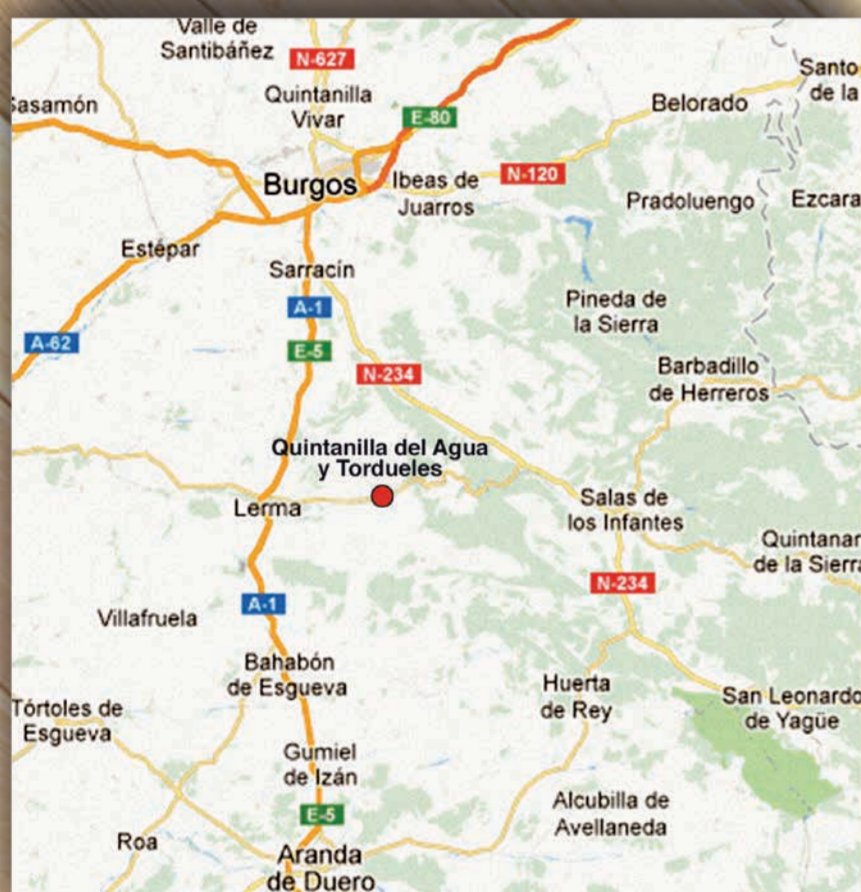 Valle de
Santibáñez
N-627
Sasamón
Quintanilla
Vivar
E-80
Belorado
Santo
de la
Burgos
Ibeas de
Juarros
N-120
Pradoluengo
Ezcara
Estépar
Sarracín
A-1
Pineda de
la Sierra
A-62
E-5
N-234
Barbadillo
de Herreros
Quintanilla del Agua
y Tordueles
Lerma
Salas de
los Infantes
Quintanar
de la Sierra
N-234
A-1
Villafruela
Bahabón
de Esgueva
Huerta
de Rey
San Leonardo
de Yagüe
Tórtoles de
Esgueva
Gumiel
de Izán
E-5
Alcubilla de
Avellaneda
Roa
Aranda
de Duero